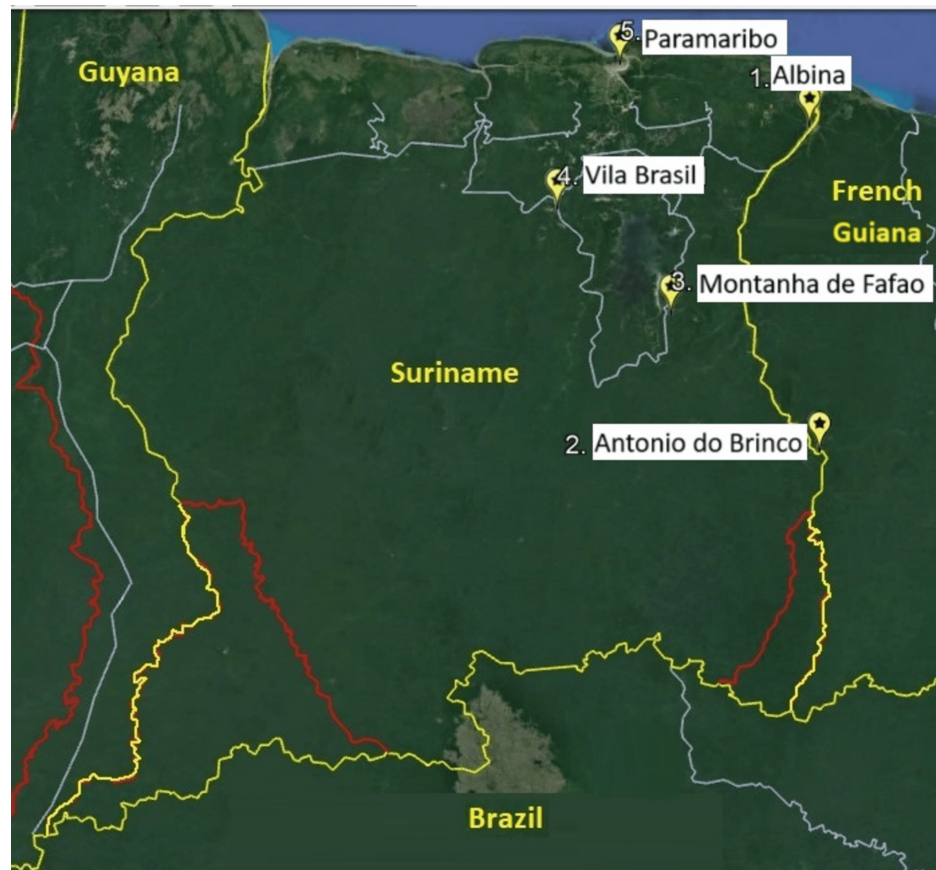 5. Paramaribo
Guyana
1. Albina
4. Vila Brasil
French
Guiana
3. Montanha de Fafao
Suriname
2. Antonio do Brinco
Brazil